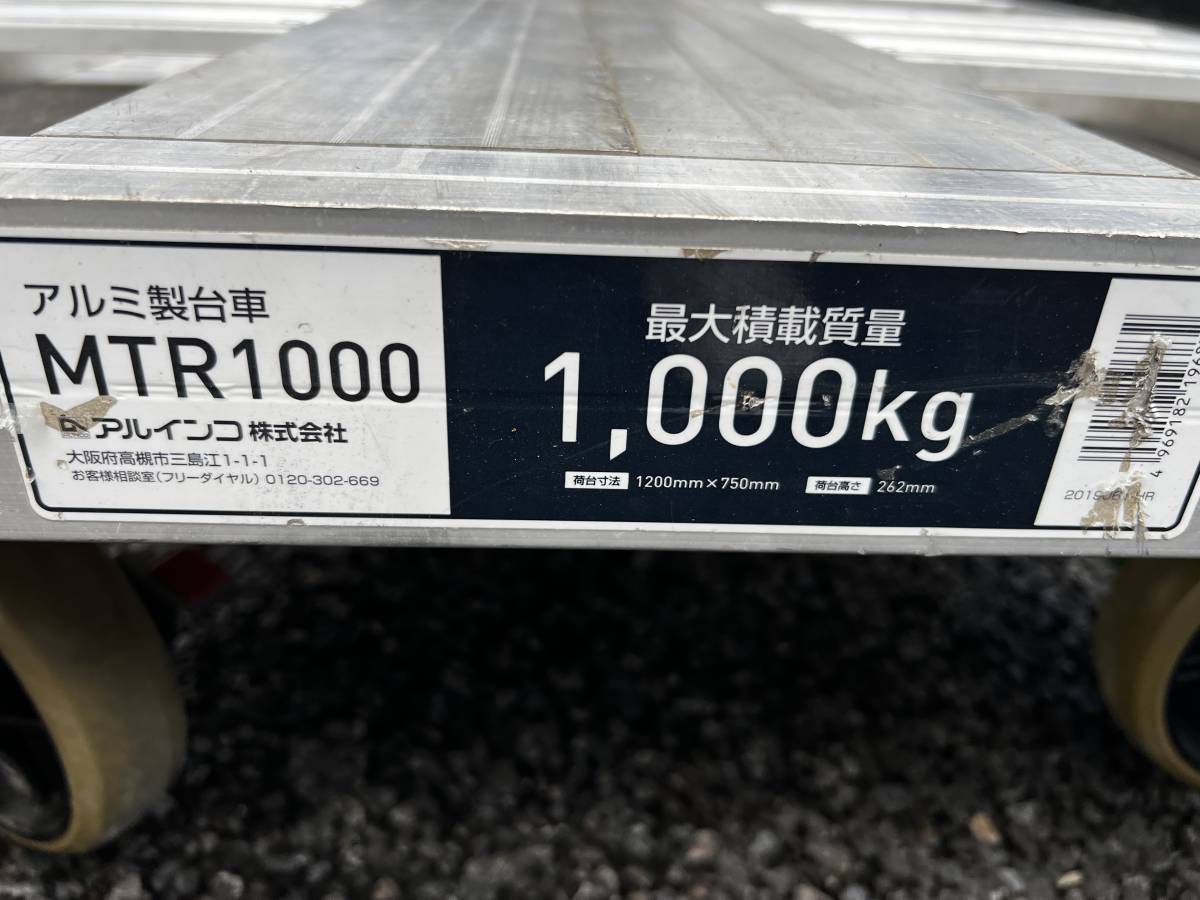 アルミ製台車
MTR1000
アルインコ 株式会社
大阪府高槻市三島江1-1-1
お客様相談室(フリーダイヤル) 0120-302-669
最大積載質量
1,000kg
荷台寸法 1200mm×750mm 荷台高さ 262mm
4 969182 1969